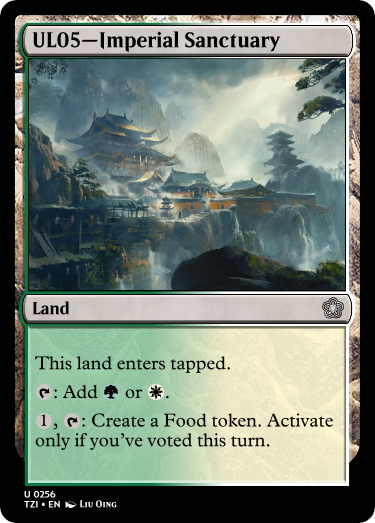 UL05—Imperial Sanctuary
Land
This land enters tapped.
: Add or .
1, : Create a Food token. Activate
only if you've voted this turn.
U 0256
TZI • EN Liu Qing